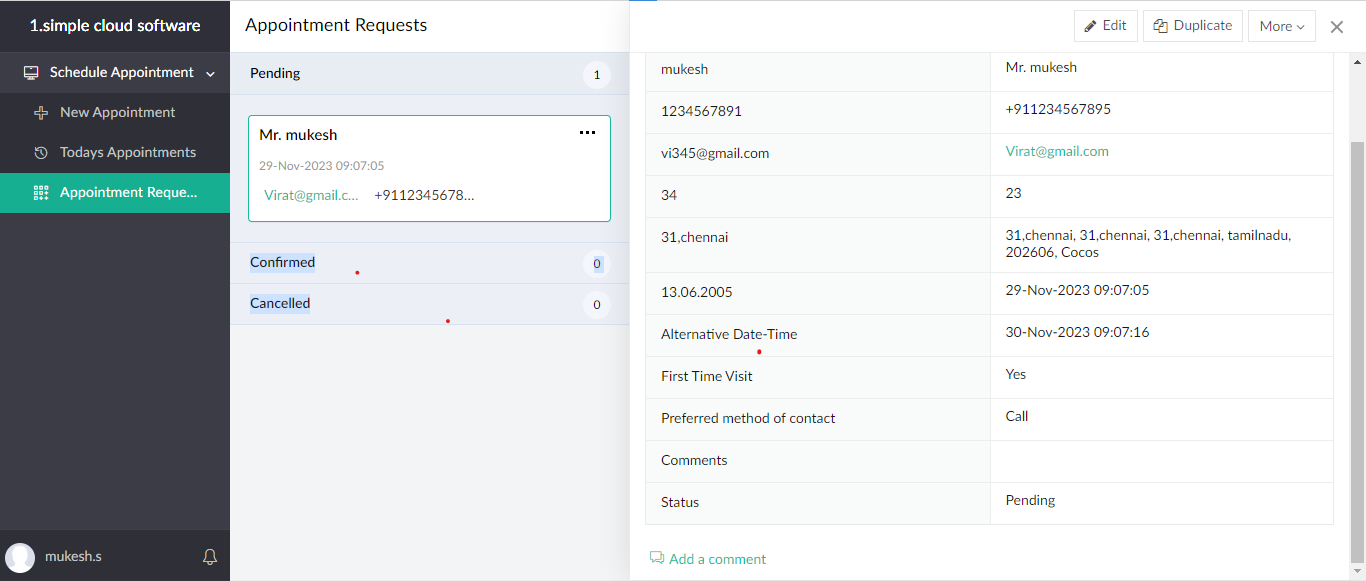 1.simple cloud software
Schedule Appointment
New Appointment
Todays Appointments
Appointment Reque...
mukesh.s
Appointment Requests
Pending 1
Mr. mukesh
29-Nov-2023 09:07:05
Virat@gmail.c... +9112345678...
Confirmed 0
Cancelled 0
Edit Duplicate More
mukesh Mr. mukesh
1234567891 +911234567895
vi345@gmail.com Virat@gmail.com
34 23
31,chennai 31,chennai, 31,chennai, 31,chennai, tamilnadu,
202606, Cocos
13.06.2005 29-Nov-2023 09:07:05
Alternative Date-Time 30-Nov-2023 09:07:16
First Time Visit Yes
Preferred method of contact Call
Comments
Status Pending
Add a comment